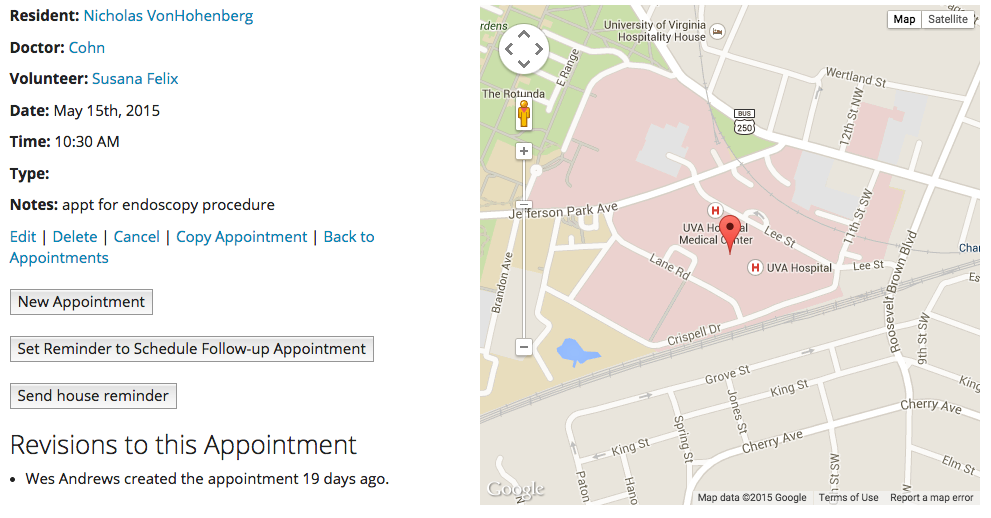 Resident: Nicholas VonHohenberg
Doctor: Cohn
Volunteer: Susana Felix
Date: May 15th, 2015
Time: 10:30 AM
Type:
Notes: appt for endoscopy procedure
Edit | Delete | Cancel | Copy Appointment | Back to
Appointments
New Appointment
Set Reminder to Schedule Follow-up Appointment
Send house reminder
Revisions to this Appointment
• Wes Andrews created the appointment 19 days ago.
Map Satellite
University of Virginia
Hospitality House
rdens
E Range
The Rotunda
Wertland St
12th St NW
BUS
250
Jefferson Park Ave
H
UVA Hospital
Medical Center
Lee St
11th St SW
H UVA Hospital
Lee St
Char
Lane Rd
Brandon Ave
Roosevelt Brown Blvd
Es
Crispell Dr
9th St SW
Grove St
King St
King
Jones St
Cherry Ave
Spring St
Cherry Ave
King St
Elm St
Paton
Hano
th St SW
Google
Map data ©2015 Google Terms of Use Report a map error